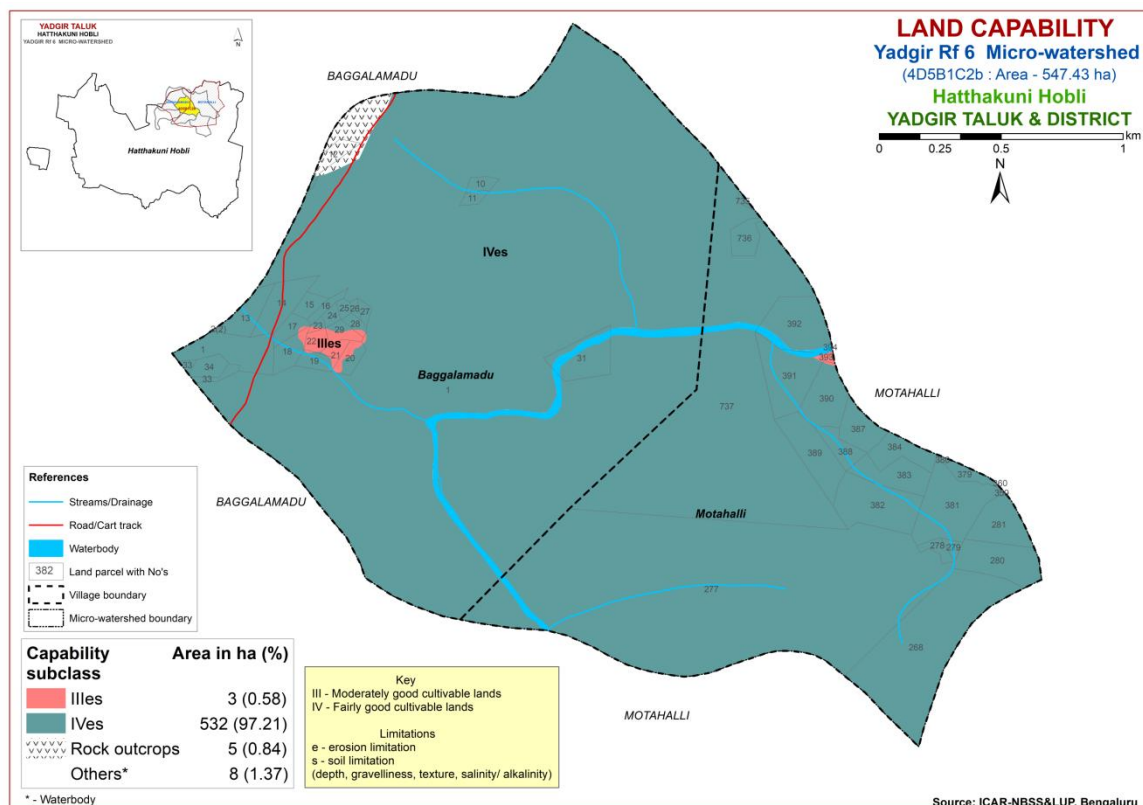 YADGIR TALUK
HATTHAKUNI HOBLI
YADGIR Rf 6 MICRO-WATERSHED
N
Hatthakuni Hobli
LAND CAPABILITY
Yadgir Rf 6 Micro-watershed
(4D5B1C2b : Area - 547.43 ha)
Hatthakuni Hobli
YADGIR TALUK & DISTRICT
km
0 0.25 0.5 1
N
BAGGALAMADU
10
11
736
IVes
392
14 15 16 25 26 27
24
13 17 23 28
22 29
IIIes
1 18 19 21 20
31
393
33 34
33
Baggalamadu
1
391
390
MOTAHALLI
737
387
384
389 388
383
379
382 381
BAGGALAMADU
Motahalli
281
278 279
280
277
268
MOTAHALLI
References
Streams/Drainage
Road/Cart track
Waterbody
382 Land parcel with No's
Village boundary
Micro-watershed boundary
Capability subclass Area in ha (%)
IIIes 3 (0.58)
IVes 532 (97.21)
Rock outcrops 5 (0.84)
Others* 8 (1.37)
* - Waterbody
Key
III - Moderately good cultivable lands
IV - Fairly good cultivable lands
Limitations
e - erosion limitation
s - soil limitation
(depth, gravelliness, texture, salinity/ alkalinity)
Source: ICAR-NBSS&LUP, Bengaluru